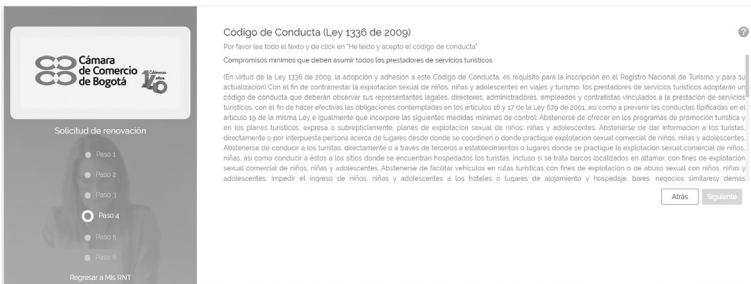 Cámara
de Comercio
de Bogotá
Solicitud de renovación
Paso 1
Paso 2
Paso 3
Paso 4
Paso 5
Paso 6
Regresar a Mis RNT
Código de Conducta (Ley 1336 de 2009)
?
Por favor lea todo el texto y de click en "He leído y acepto el código de conducta"
Compromisos mínimos que deben asumir todos los prestadores de servicios turísticos
(En virtud de la Ley 1336 de 2009, la adopción y adhesión a este Código de Conducta, es requisito para la inscripción en el Registro Nacional de Turismo y para su
actualización) Con el fin de contrarrestar la explotación sexual de niños, niñas y adolescentes en viajes y turismo, los prestadores de servicios turísticos adoptarán un
código de conducta que deberán observar sus representantes legales, directores, administradores, empleados y contratistas vinculados a la prestación de servicios
turísticos, con el fin de hacer efectivas las obligaciones contempladas en los artículos 16 y 17 de la Ley 679 de 2001, así como a prevenir las conductas tipificadas en el
artículo 19 de la misma Ley e igualmente que incorpore las siguientes medidas mínimas de control: Abstenerse de ofrecer en los programas de promoción turística y
en los planes turísticos, expresa o subrepticiamente, planes de explotación sexual de niños, niñas y adolescentes. Abstenerse de dar información a los turistas,
directamente o por interpuesta persona acerca de lugares desde donde se coordinen o donde practique explotación sexual comercial de niños, niñas y adolescentes.
Abstenerse de conducir a los turistas, directamente o a través de terceros a establecimientos o lugares donde se practique la explotación sexual comercial de niños,
niñas, así como conducir a éstos a los sitios donde se encuentran hospedados los turistas, incluso si se trata barcos localizados en altamar, con fines de explotación
sexual comercial de niños, niñas y adolescentes. Abstenerse de facilitar vehículos en rutas turísticas con fines de explotación o de abuso sexual con niños, niñas y
adolescentes. Impedir el ingreso de niños, niñas y adolescentes a los hoteles o lugares de alojamiento y hospedaje, bares, negocios similaresy demás
Atrás
Siguiente